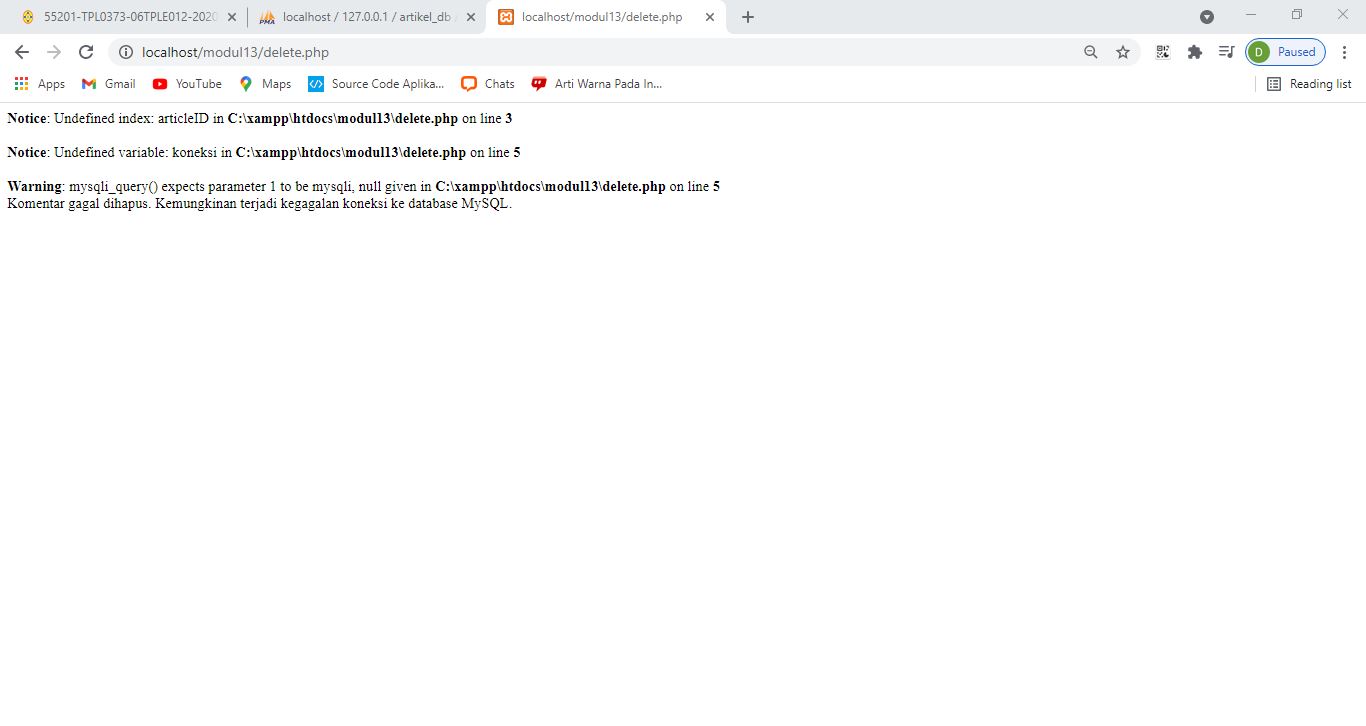 55201-TPL0373-06TPLE012-2020
localhost / 127.0.0.1 / artikel_db
localhost/modul13/delete.php
localhost/modul13/delete.php
D Paused
Apps Gmail YouTube Maps Source Code Aplika... Chats Arti Warna Pada In... Reading list
Notice: Undefined index: articleID in C:\xampp\htdocs\modul13\delete.php on line 3
Notice: Undefined variable: koneksi in C:\xampp\htdocs\modul13\delete.php on line 5
Warning: mysqli_query() expects parameter 1 to be mysqli, null given in C:\xampp\htdocs\modul13\delete.php on line 5
Komentar gagal dihapus. Kemungkinan terjadi kegagalan koneksi ke database MySQL.